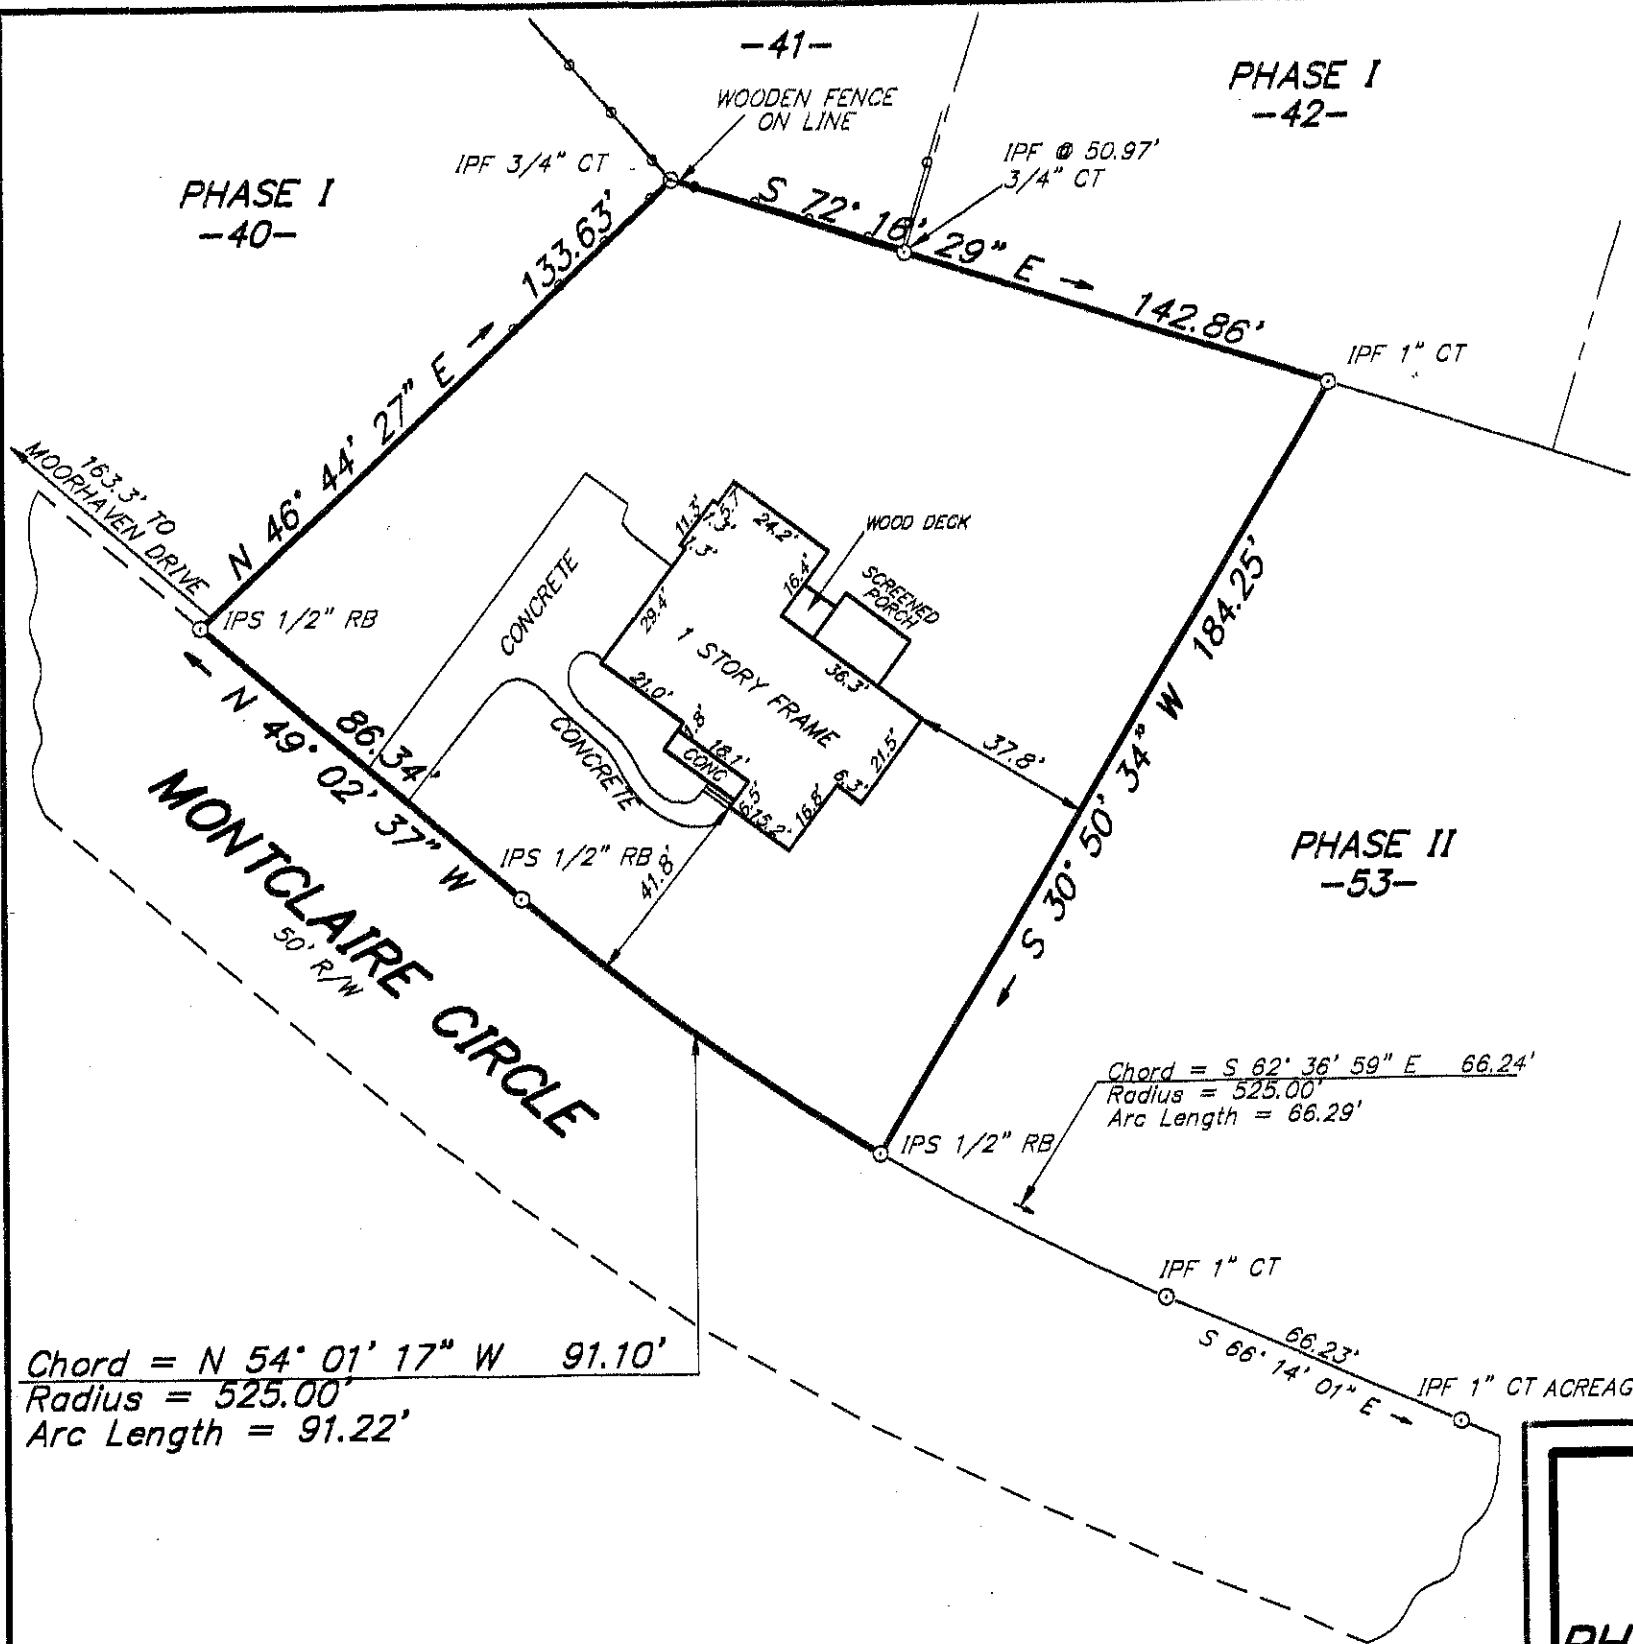 -41-
WOODEN FENCE
ON LINE
PHASE I
-42-
IPF @ 50.97'
3/4" CT
IPF 3/4" CT
PHASE I
-40-
133.63'
N 46° 44' 27" E
S 72° 16' 29" E
142.86'
IPF 1" CT
163.3' TO
MOORHAVEN DRIVE
IPS 1/2" RB
11.3'
24.2'
WOOD DECK
16.4'
SCREENED
PORCH
CONCRETE
29.4'
1 STORY FRAME
36.3'
21.0'
18.1'
CONC
21.5'
6.3'
16.8'
15.2'
37.8'
CONCRETE
S 30° 50' 34" W
184.25'
86.34'
N 49° 02' 37" W
IPS 1/2" RB
41.8'
MONTCLAIRE CIRCLE
50' R/W
PHASE II
-53-
Chord = S 62° 36' 59" E 66.24'
Radius = 525.00'
Arc Length = 66.29'
IPS 1/2" RB
IPF 1" CT
66.23'
S 66° 14' 01" E
IPF 1" CT
ACREAG
Chord = N 54° 01' 17" W 91.10'
Radius = 525.00'
Arc Length = 91.22'